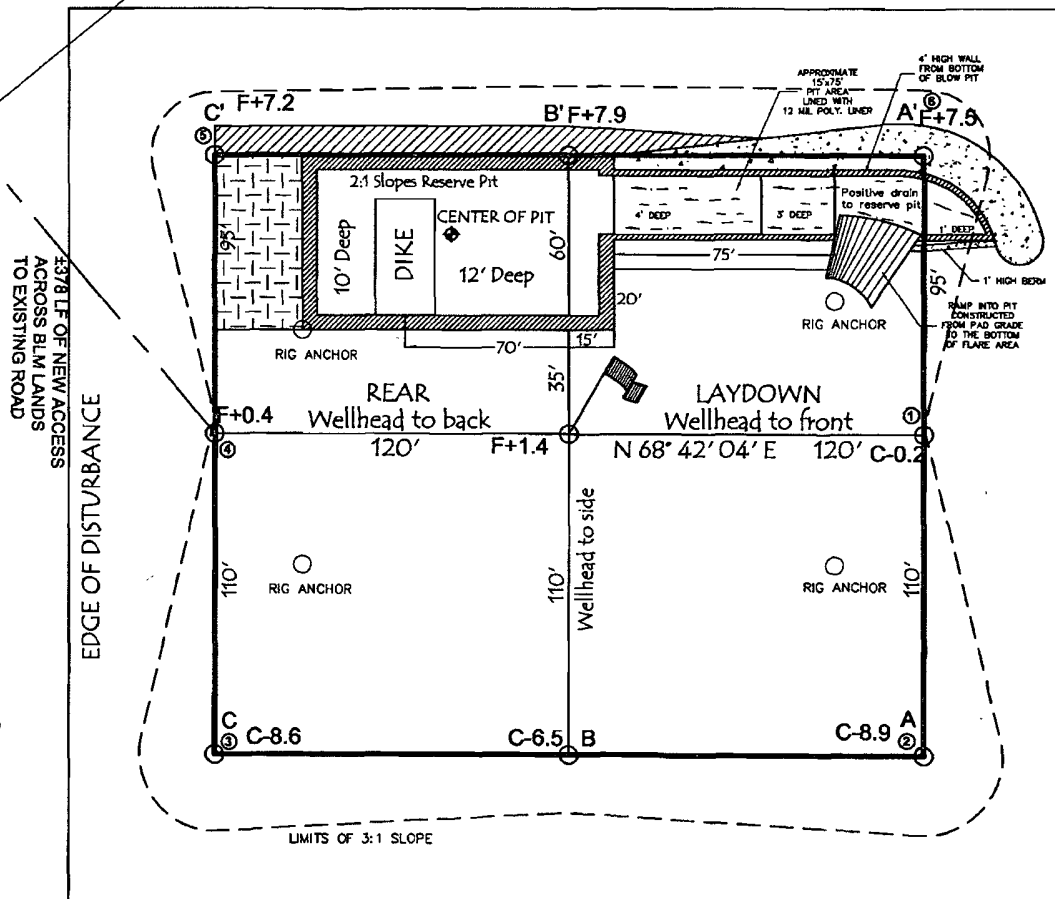 APPROXIMATE
15'x75'
PIT AREA
LINED WITH
12 MIL POLY. LINER
4' HIGH WALL
FROM BOTTOM
OF BLOW PIT
C' F+7.2
⑤
B' F+7.9
⑥
A' F+7.5
2:1 Slopes Reserve Pit
CENTER OF PIT
10' Deep
DIKE
12' Deep
60'
95'
4' DEEP
3' DEEP
Positive drain
to reserve pit
1' DEEP
75'
1' HIGH BERM
95'
20'
RIG ANCHOR
RAMP INTO PIT
CONSTRUCTED
FROM PAD GRADE
TO THE BOTTOM
OF FLARE AREA
RIG ANCHOR
70'
15'
35'
±378 LF OF NEW ACCESS
ACROSS BLM LANDS
TO EXISTING ROAD
EDGE OF DISTURBANCE
REAR
Wellhead to back
LAYDOWN
Wellhead to front
F+0.4
①
④
120'
F+1.4
N 68° 42' 04" E
120'
C-0.2
Wellhead to side
RIG ANCHOR
RIG ANCHOR
110'
110'
110'
C
③
C-8.6
C-6.5
B
C-8.9
A
②
LIMITS OF 3:1 SLOPE